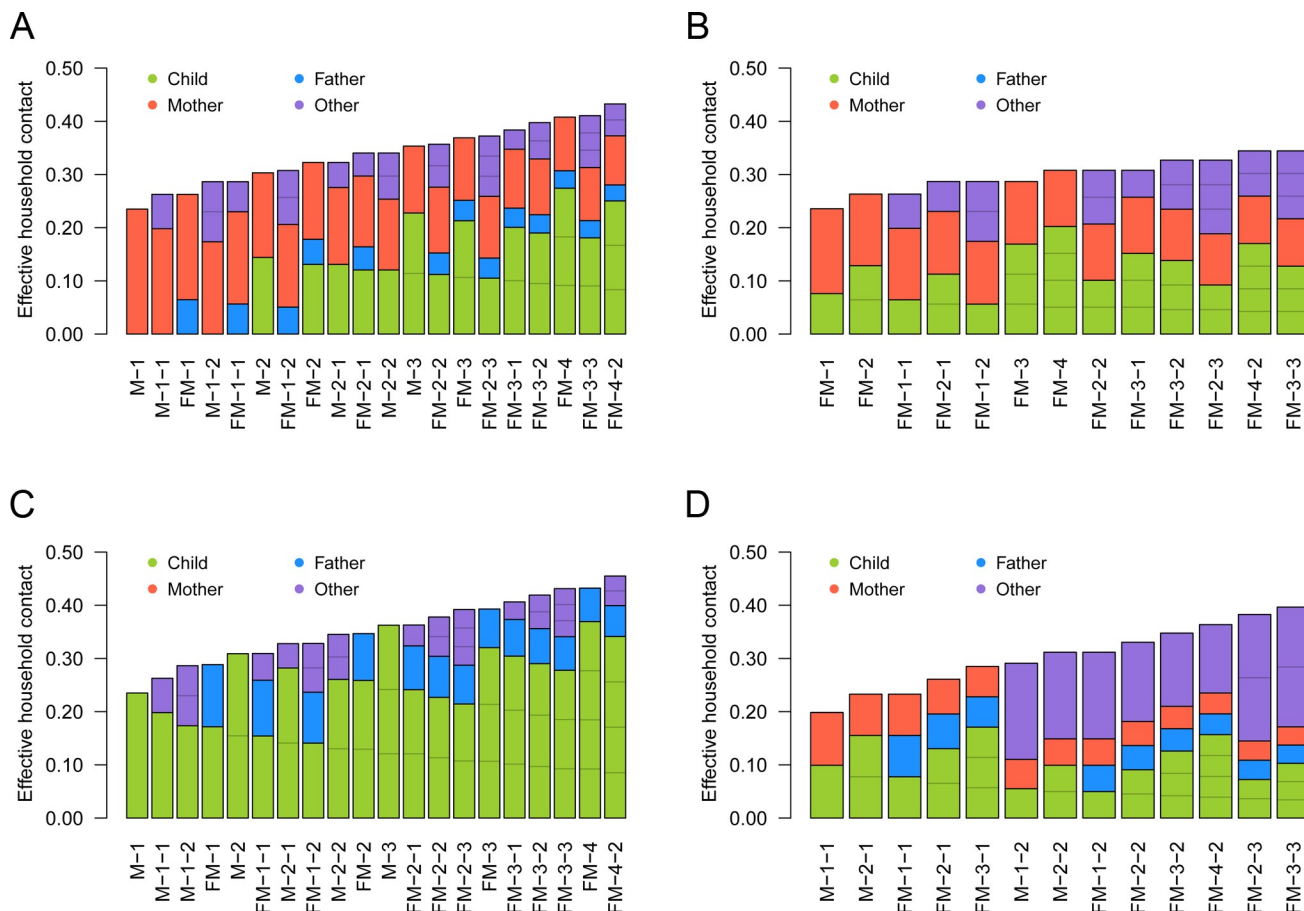 A
Effective household contact
0.50
0.40
0.30
0.20
0.10
0.00
Child
Mother
Father
Other
M−1
M−1−1
FM−1
M−1−2
FM−1−1
M−2
FM−1−2
FM−2
M−2−1
FM−2−1
M−2−2
M−3
FM−2−2
FM−3
FM−2−3
FM−3−1
FM−3−2
FM−4
FM−3−3
FM−4−2
B
Effective household contact
0.50
0.40
0.30
0.20
0.10
0.00
Child
Mother
Father
Other
FM−1
FM−2
FM−1−1
FM−2−1
FM−1−2
FM−3
FM−4
FM−2−2
FM−3−1
FM−3−2
FM−2−3
FM−4−2
FM−3−3
C
Effective household contact
0.50
0.40
0.30
0.20
0.10
0.00
Child
Mother
Father
Other
M−1
M−1−1
M−1−2
FM−1
M−2
FM−1−1
M−2−1
FM−1−2
M−2−2
FM−2
M−3
FM−2−1
FM−2−2
FM−2−3
FM−3
FM−3−1
FM−3−2
FM−3−3
FM−4
FM−4−2
D
Effective household contact
0.50
0.40
0.30
0.20
0.10
0.00
Child
Mother
Father
Other
M−1−1
M−2−1
FM−1−1
FM−2−1
FM−3−1
M−1−2
M−2−2
FM−1−2
FM−2−2
FM−3−2
FM−4−2
FM−2−3
FM−3−3